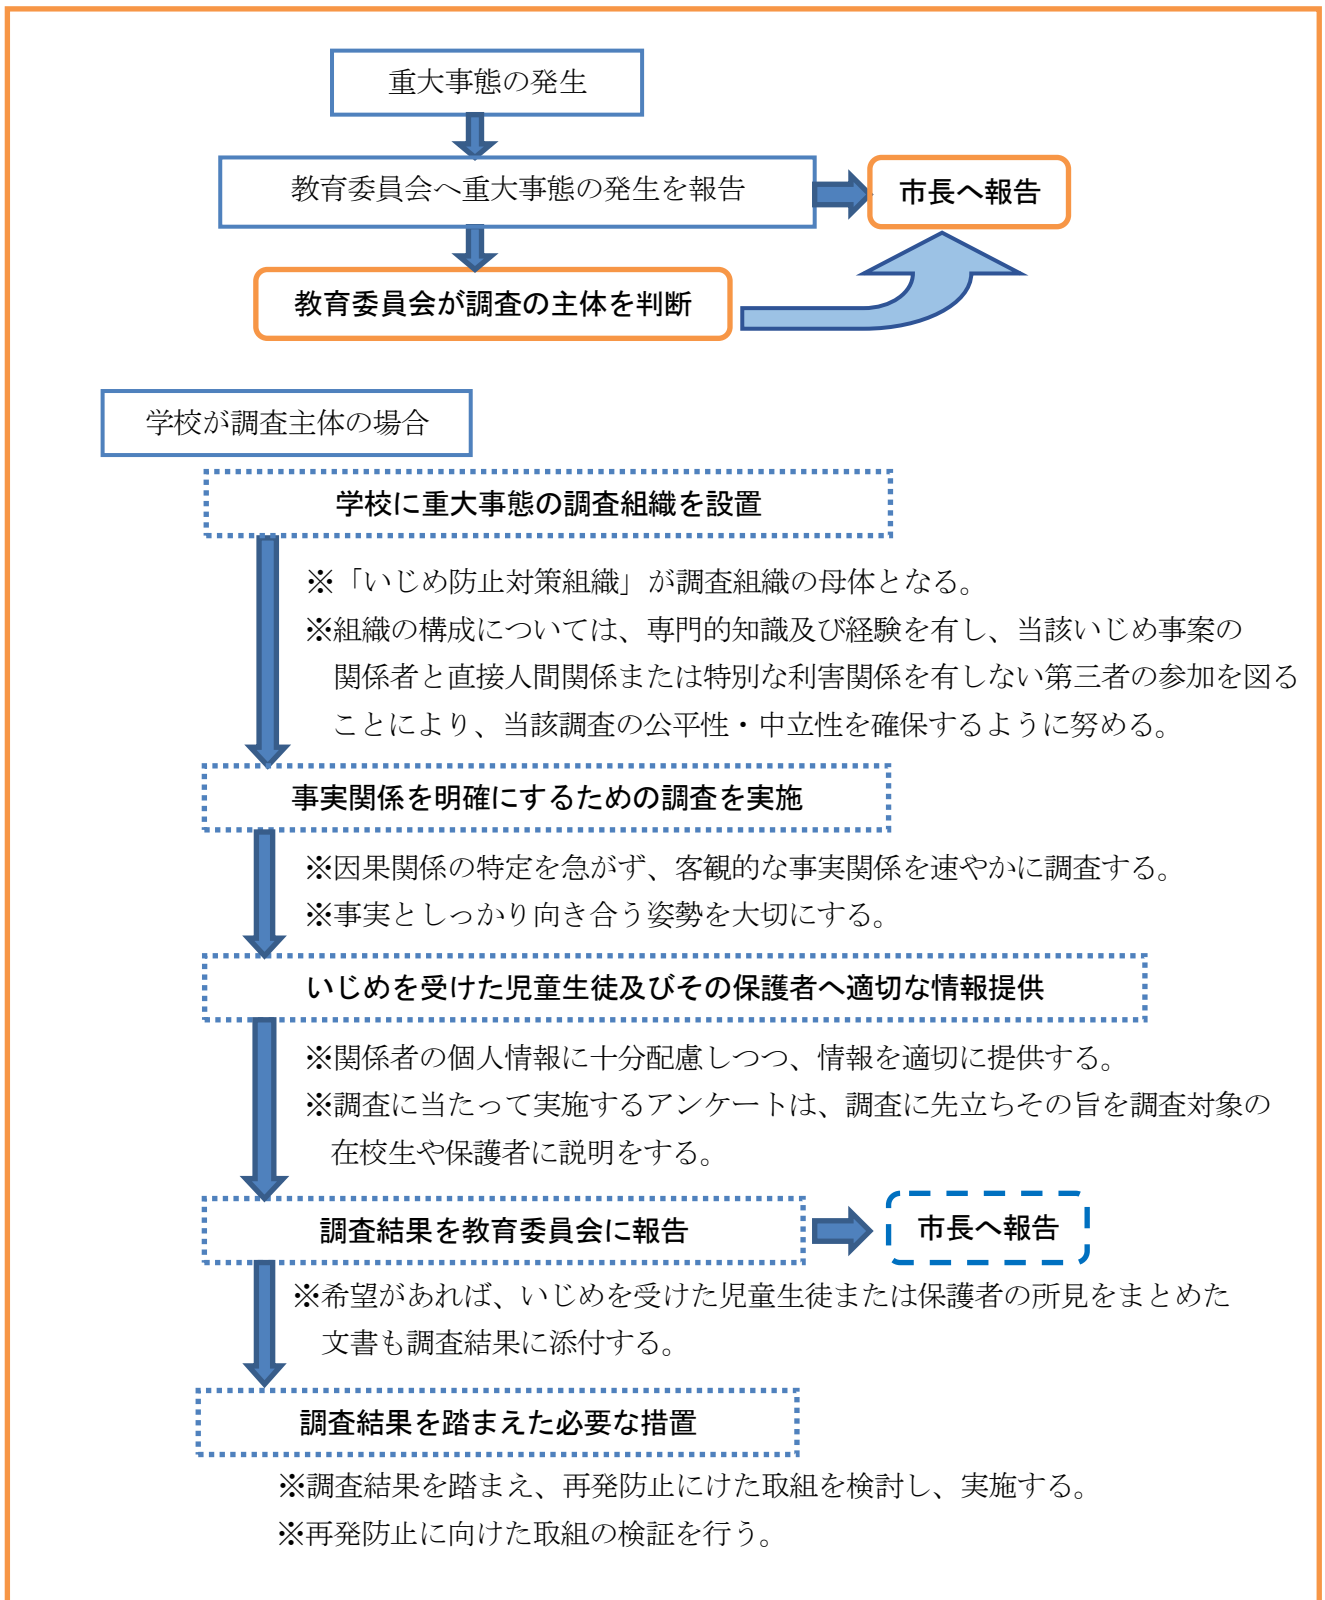 重大事態の発生
教育委員会へ重大事態の発生を報告
市長へ報告
教育委員会が調査の主体を判断
学校が調査主体の場合
学校に重大事態の調査組織を設置
※「いじめ防止対策組織」が調査組織の母体となる。
※組織の構成については、専門的知識及び経験を有し、当該いじめ事案の
関係者と直接人間関係または特別な利害関係を有しない第三者の参加を図る
ことにより、当該調査の公平性・中立性を確保するように努める。
事実関係を明確にするための調査を実施
※因果関係の特定を急がず、客観的な事実関係を速やかに調査する。
※事実としっかり向き合う姿勢を大切にする。
いじめを受けた児童生徒及びその保護者へ適切な情報提供
※関係者の個人情報に十分配慮しつつ、情報を適切に提供する。
※調査に当たって実施するアンケートは、調査に先立ちその旨を調査対象の
在校生や保護者に説明をする。
調査結果を教育委員会に報告
市長へ報告
※希望があれば、いじめを受けた児童生徒または保護者の所見をまとめた
文書も調査結果に添付する。
調査結果を踏まえた必要な措置
※調査結果を踏まえ、再発防止にけた取組を検討し、実施する。
※再発防止に向けた取組の検証を行う。